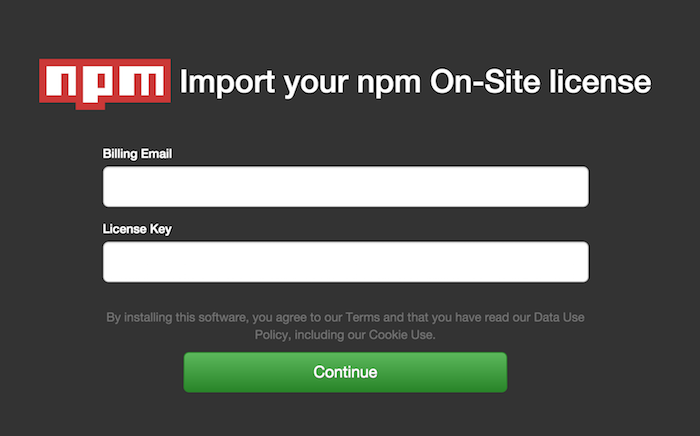 npm Import your npm On-Site license
Billing Email
License Key
By installing this software, you agree to our Terms and that you have read our Data Use
Policy, including our Cookie Use.
Continue